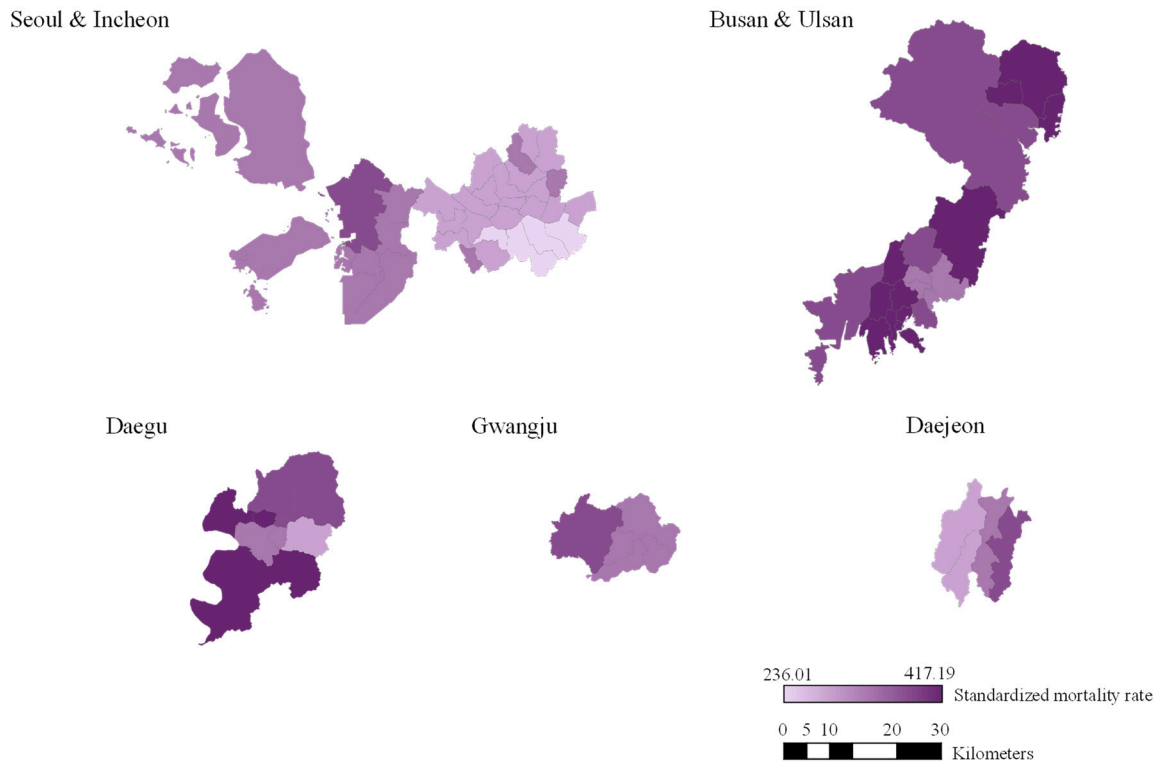 Seoul & Incheon
Busan & Ulsan
Daegu
Gwangju
Daejeon
236.01 417.19
Standardized mortality rate
0 5 10 20 30
Kilometers